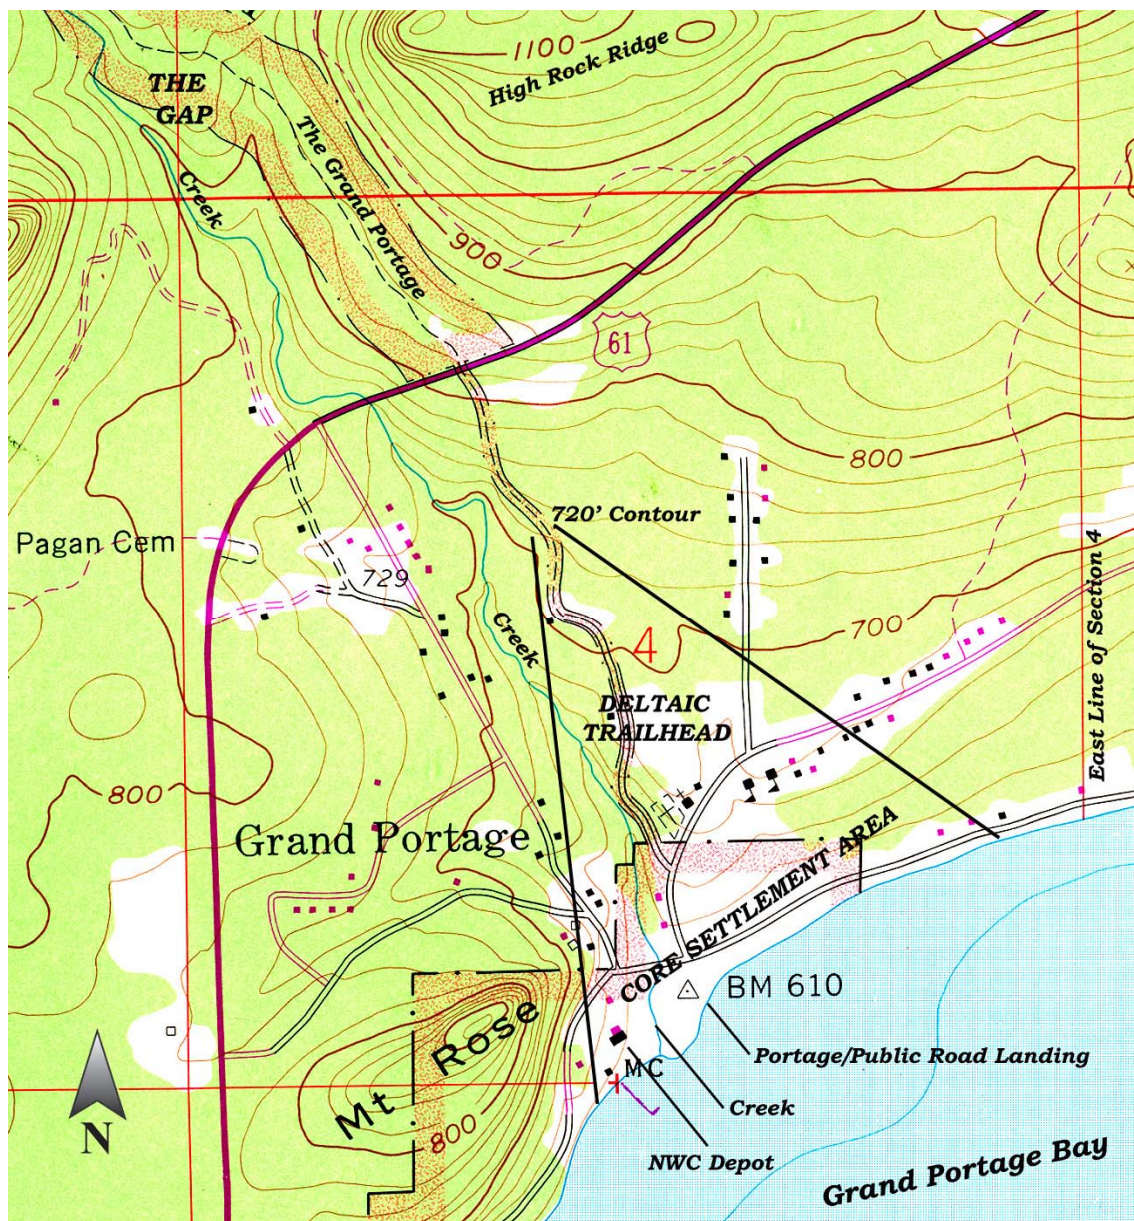 1100
High Rock Ridge
THE
GAP
The Grand Portage
Creek
900
61
800
720' Contour
Pagan Cem
729
Creek
4
700
East Line of Section 4
DELTAIC
TRAILHEAD
800
Grand Portage
CORE SETTLEMENT AREA
BM 610
Mt Rose
Portage/Public Road Landing
MC
Creek
N
800
NWC Depot
Grand Portage Bay